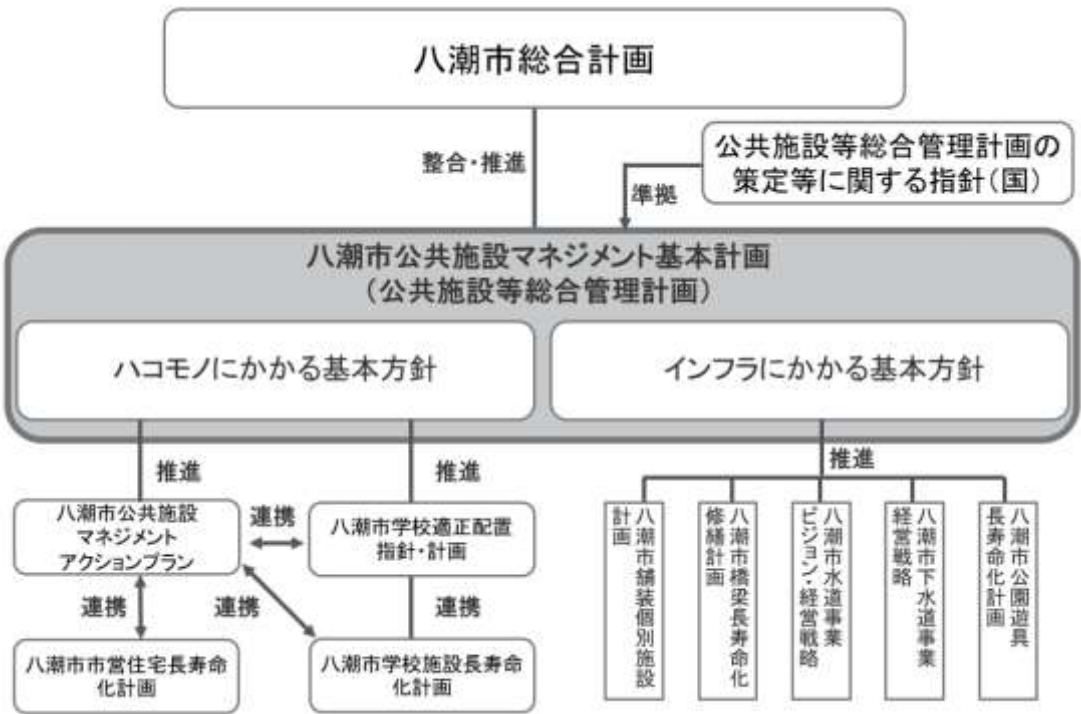 八潮市総合計画
整合・推進
公共施設等総合管理計画の
策定等に関する指針(国)
準拠
八潮市公共施設マネジメント基本計画
(公共施設等総合管理計画)
ハコモノにかかる基本方針
インフラにかかる基本方針
推進
推進
推進
八潮市公共施設
マネジメント
アクションプラン
連携
八潮市学校適正配置
指針・計画
連携
連携
連携
八潮市市営住宅長寿命
化計画
八潮市学校施設長寿命
化計画
八潮市舗装個別施設
計画
八潮市橋梁長寿命化
修繕計画
八潮市水道事業
ビジョン・経営戦略
八潮市下水道事業
経営戦略
八潮市公園遊具
長寿命化計画